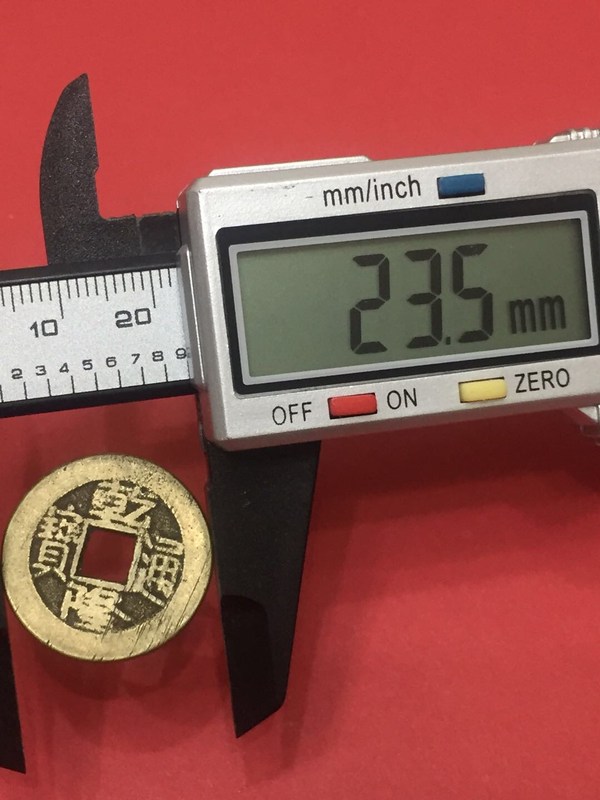 mm/inch
23.5 mm
10 20
2 3 4 5 6 7 8 9
OFF ON ZERO
乾隆通寳